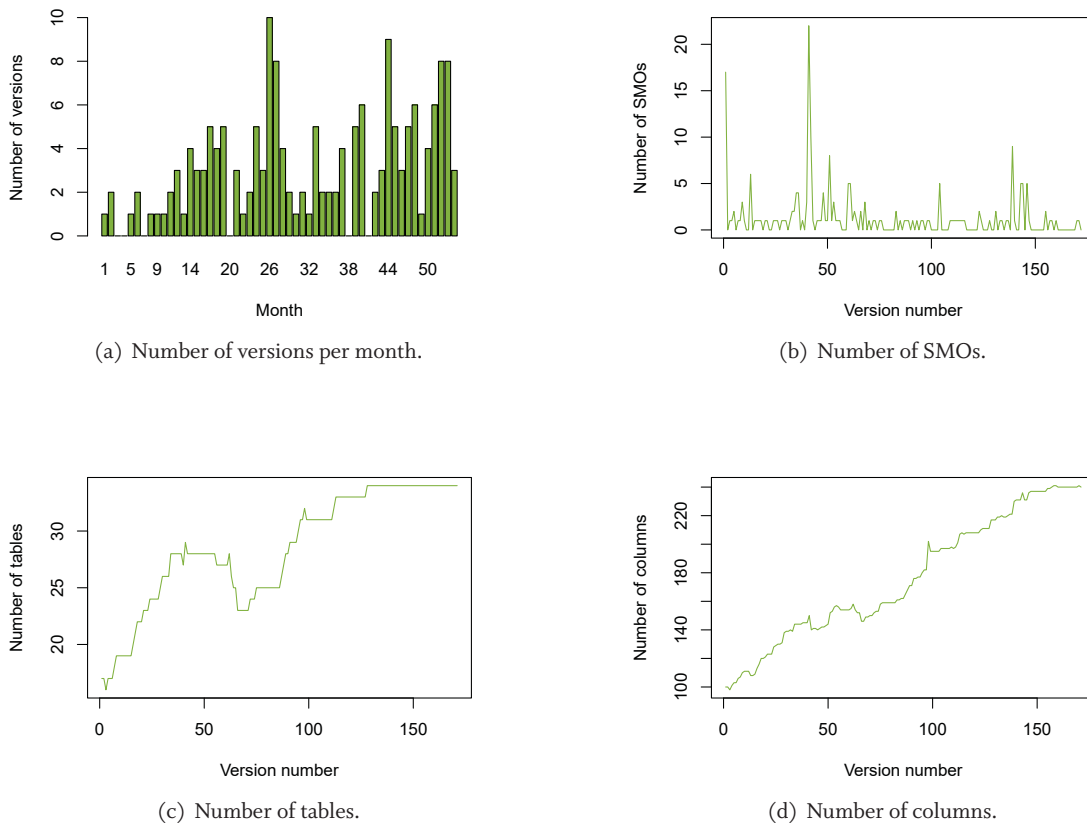 Number of versions
10
8
6
4
2
0
1 5 9 14 20 26 32 38 44 50
Month
(a) Number of versions per month.
Number of SMOs
20
15
10
5
0
0 50 100 150
Version number
(b) Number of SMOs.
Number of tables
30
25
20
0 50 100 150
Version number
(c) Number of tables.
Number of columns
220
180
140
100
0 50 100 150
Version number
(d) Number of columns.